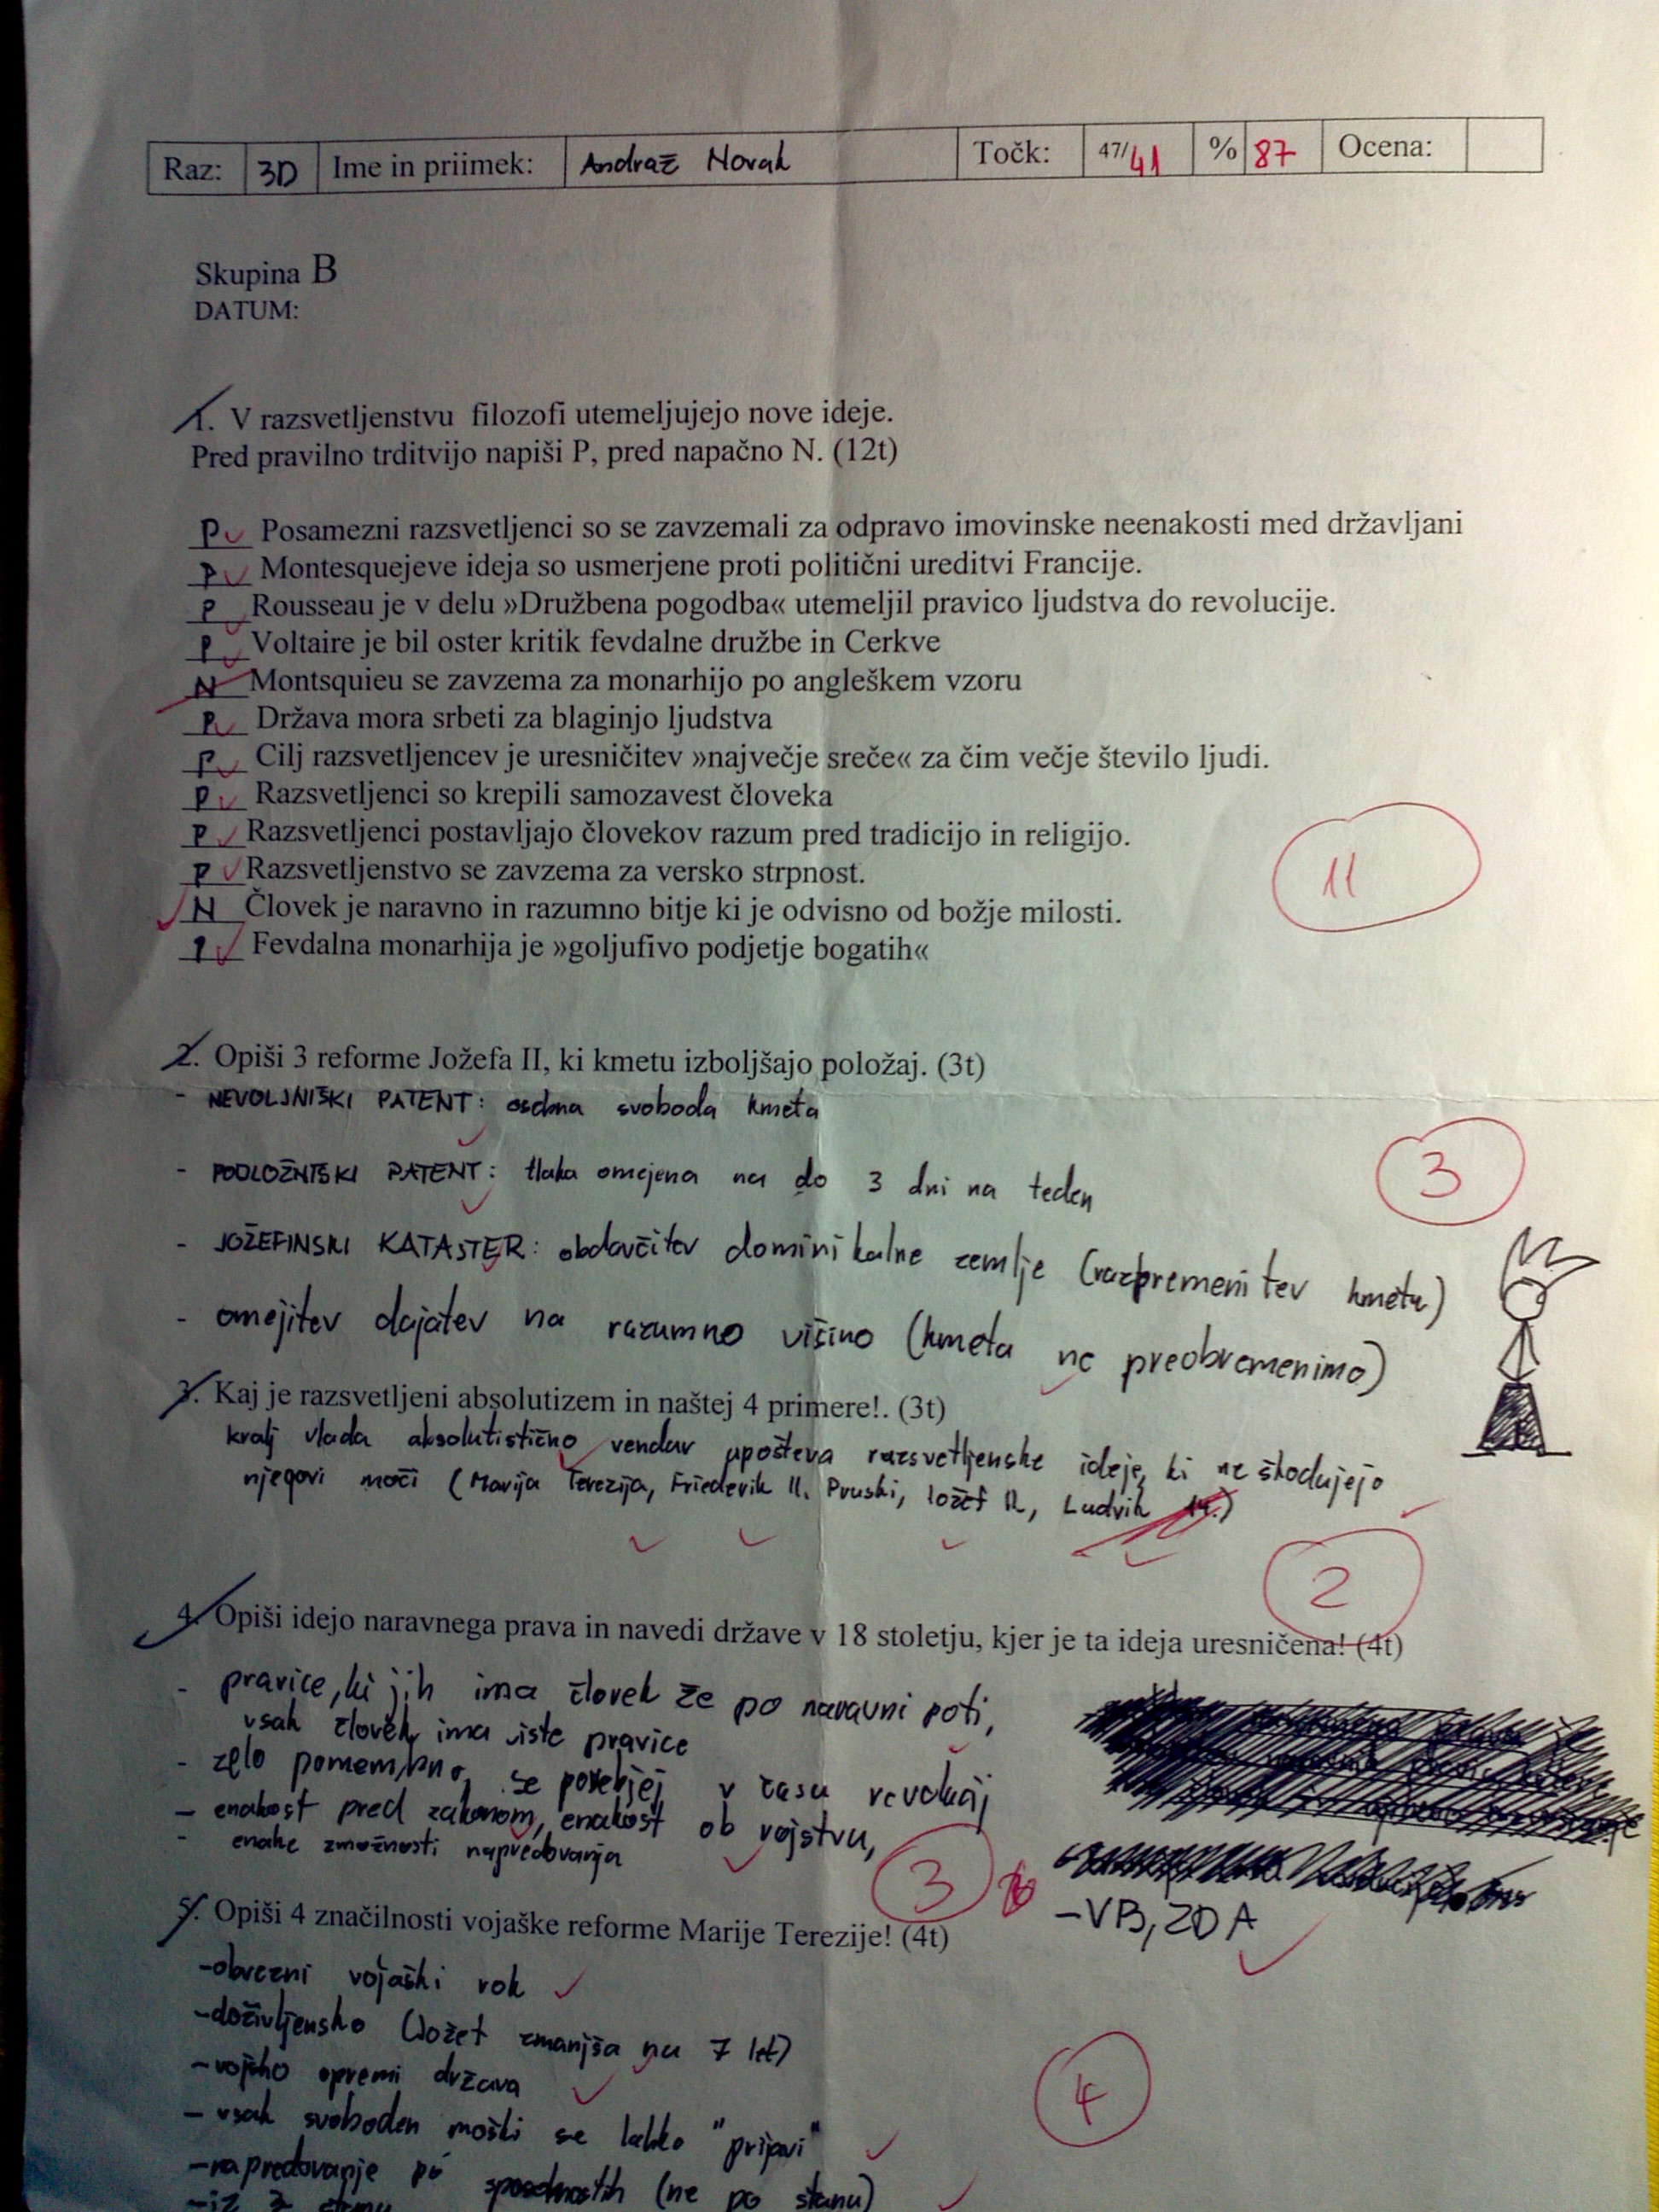 Raz: 3D Ime in priimek: Andraž Novak Točk: 47/41 % 87 Ocena:
Skupina B
DATUM:
1. V razsvetljenstvu filozofi utemeljujejo nove ideje.
Pred pravilno trditvijo napiši P, pred napačno N. (12t)
P Posamezni razsvetljenci so se zavzemali za odpravo imovinske neenakosti med državljani
P Montesquejeve ideja so usmerjene proti politični ureditvi Francije.
P Rousseau je v delu »Družbena pogodba« utemeljil pravico ljudstva do revolucije.
P Voltaire je bil oster kritik fevdalne družbe in Cerkve
N Montsquieu se zavzema za monarhijo po angleškem vzoru
P Država mora srbeti za blaginjo ljudstva
P Cilj razsvetljencev je uresničitev »največje sreče« za čim večje število ljudi.
P Razsvetljenci so krepili samozavest človeka
P Razsvetljenci postavljajo človekov razum pred tradicijo in religijo.
P Razsvetljenstvo se zavzema za versko strpnost.
11
N Človek je naravno in razumno bitje ki je odvisno od božje milosti.
P Fevdalna monarhija je »goljufivo podjetje bogatih«
2. Opiši 3 reforme Jožefa II, ki kmetu izboljšajo položaj. (3t)
- NEVOLJNIŠKI PATENT: osebna svoboda kmeta
- PODLOŽNIŠKI PATENT: tlaka omejena na do 3 dni na teden
3
- JOŽEFINSKI KATASTER: obdavčitev dominikalne zemlje (razbremenitev kmeta)
- omejitev dajatev na razumno višino (kmeta ne preobremenimo)
3. Kaj je razsvetljeni absolutizem in naštej 4 primere!. (3t)
kralj vlada absolutistično vendar upošteva razsvetljenske ideje, ki ne škodujejo
njegovi moči (Marija Terezija, Friederik II. Pruski, Jožef II, Ludvik 14.)
2
4. Opiši idejo naravnega prava in navedi države v 18 stoletju, kjer je ta ideja uresničena! (4t)
- pravice, ki jih ima človek že po naravni poti,
vsak človek ima iste pravice
- zelo pomembno, se v času revolucij
- enakost pred zakonom, enakost ob rojstvu,
- enake zmožnosti napredovanja
3
- VB, ZDA
5. Opiši 4 značilnosti vojaške reforme Marije Terezije! (4t)
- obvezni vojaški rok
- doživljensko (Jožef zmanjša na 7 let)
- vojsko opremi država
4
- vsak svoboden moški se lahko "prijavi"
- napredovanje po sposobnostih (ne po stanu)
- iz 3 stanu